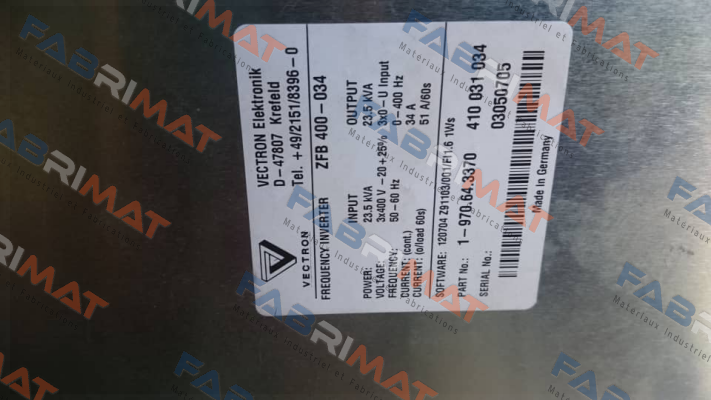 VECTRON Elektronik
D-47807 Krefeld
Tel. +49/2151/8396-0
VECTRON
FREQUENCY INVERTER ZFB 400-034
INPUT OUTPUT
POWER: 23.5 kVA 23.5 kVA
VOLTAGE: 3x400 V -20 +25% 3x0-U input
FREQUENCY: 50-60 Hz 0-400 Hz
CURRENT: (cont.) 34 A
CURRENT: (o/load 60s) 51 A/60s
SOFTWARE: 120704 Z91103/001/FI1.6 1Ws
PART No.: 1-970.64.3370 410 031 034
SERIAL No.: 03050705
Made In Germany
FABRIMAT
Matériaux Industriel et Fabrications